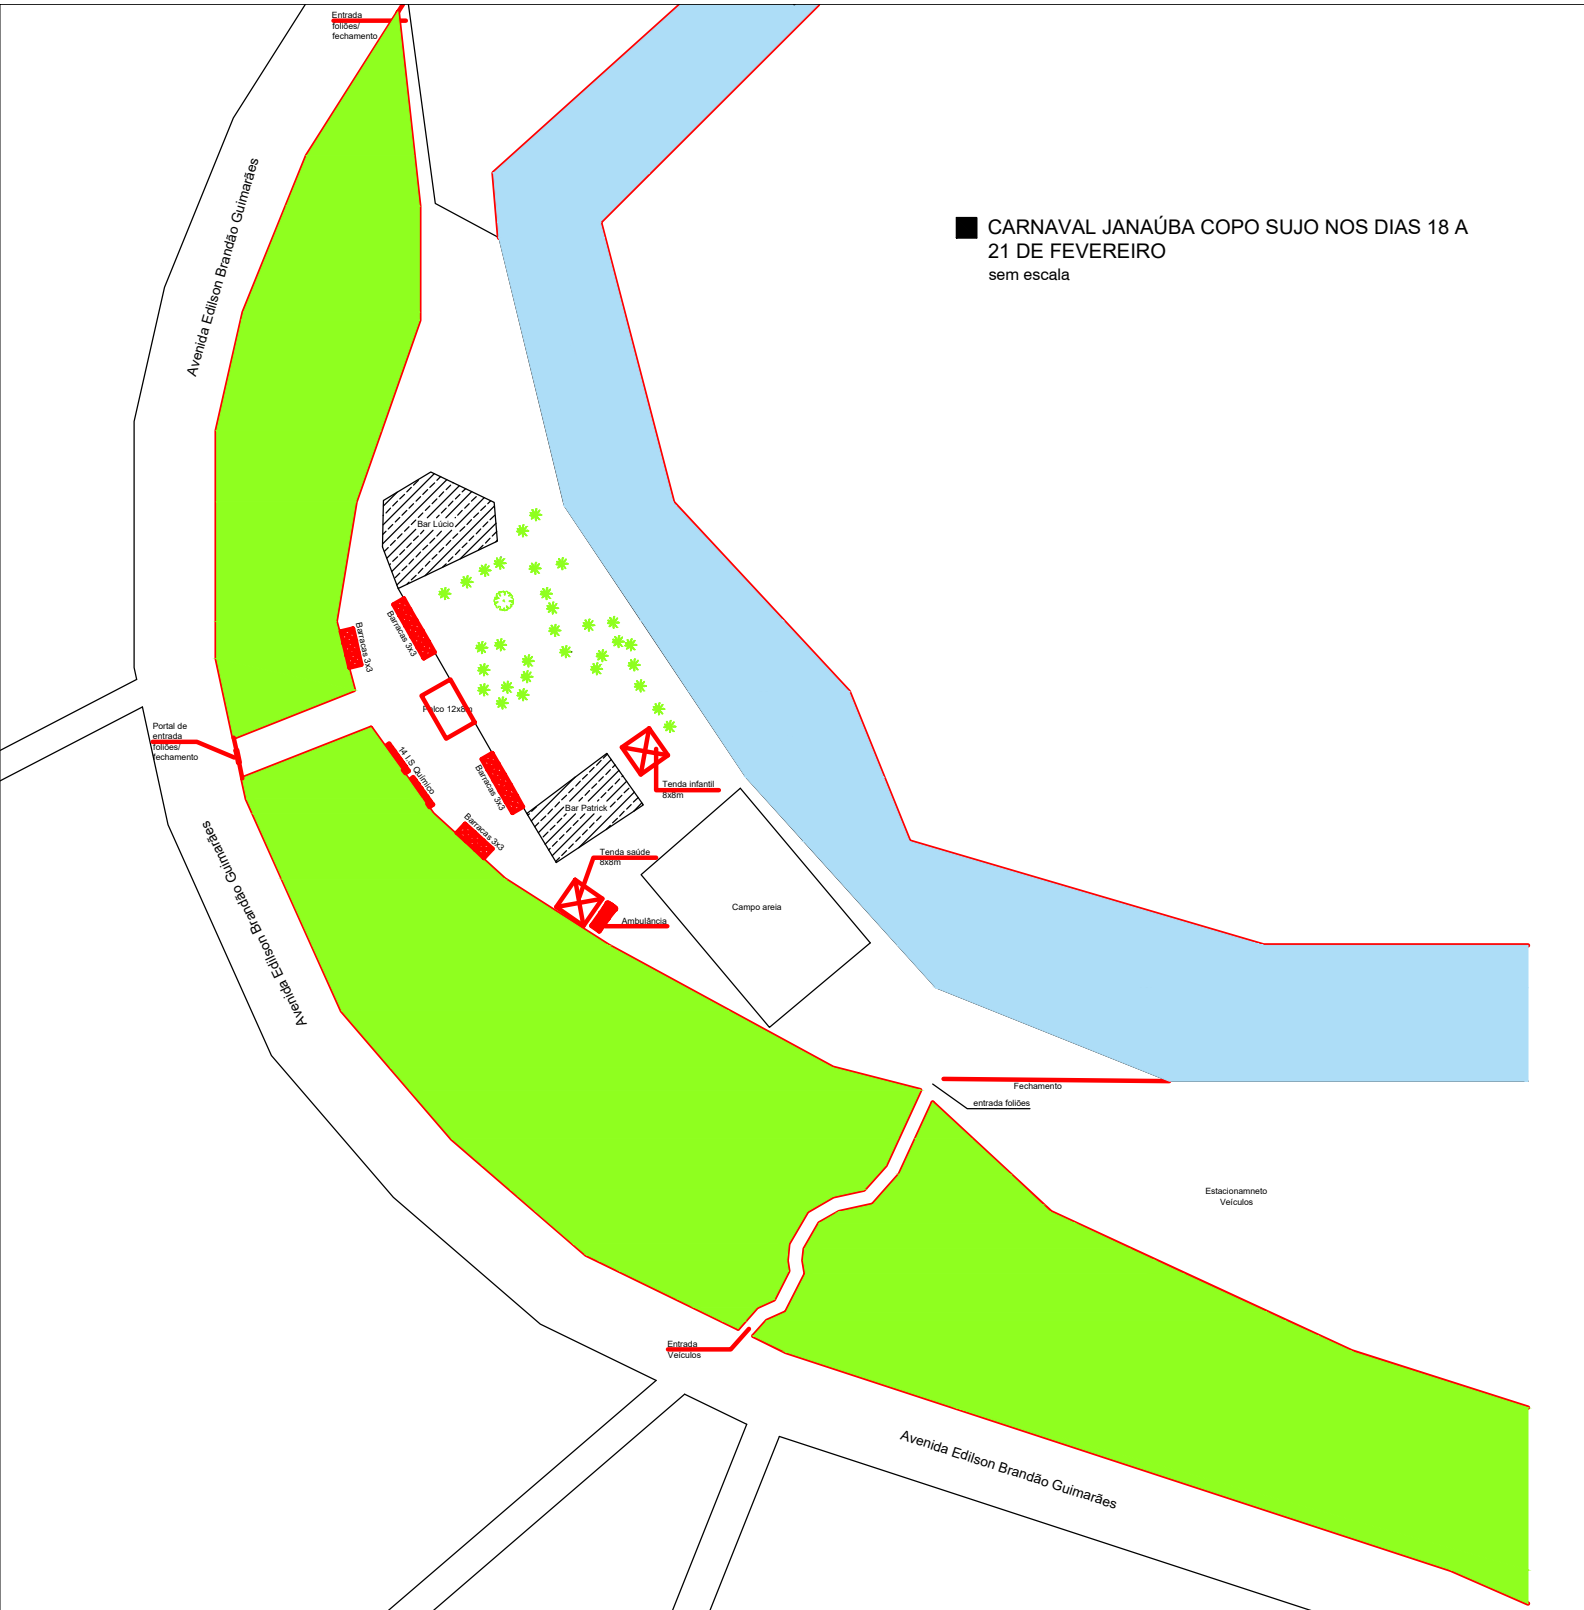 Entrada
foliões/
fechamento
Avenida Edilson Brandão Guimarães
CARNAVAL JANAÚBA COPO SUJO NOS DIAS 18 A
21 DE FEVEREIRO
sem escala
Bar Lúcio
Barracas 3x3
Barracas 3x3
Palco 12x8m
Portal de
entrada
foliões/
fechamento
14 I.S Químico
Barracas 3x3
Tenda infantil
8x8m
Bar Patrick
Barracas 3x3
Tenda saúde
8x8m
Ambulância
Campo areia
Avenida Edilson Brandão Guimarães
Fechamento
entrada foliões
Estacionamneto
Veículos
Entrada
Veículos
Avenida Edilson Brandão Guimarães